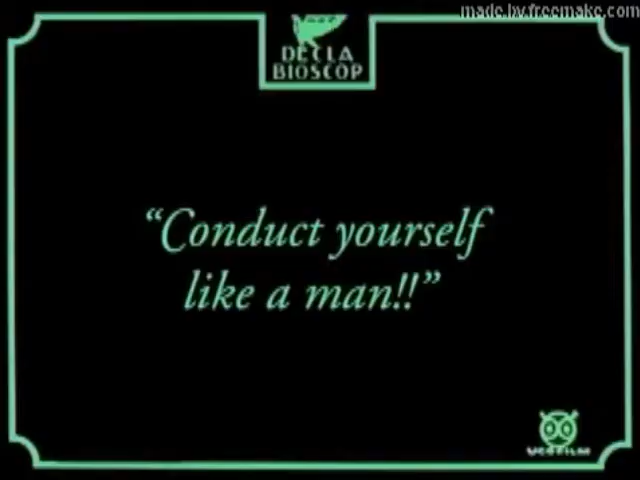 made.by.freemake.com
DECLA
BIOSCOP
“Conduct yourself
like a man!!”